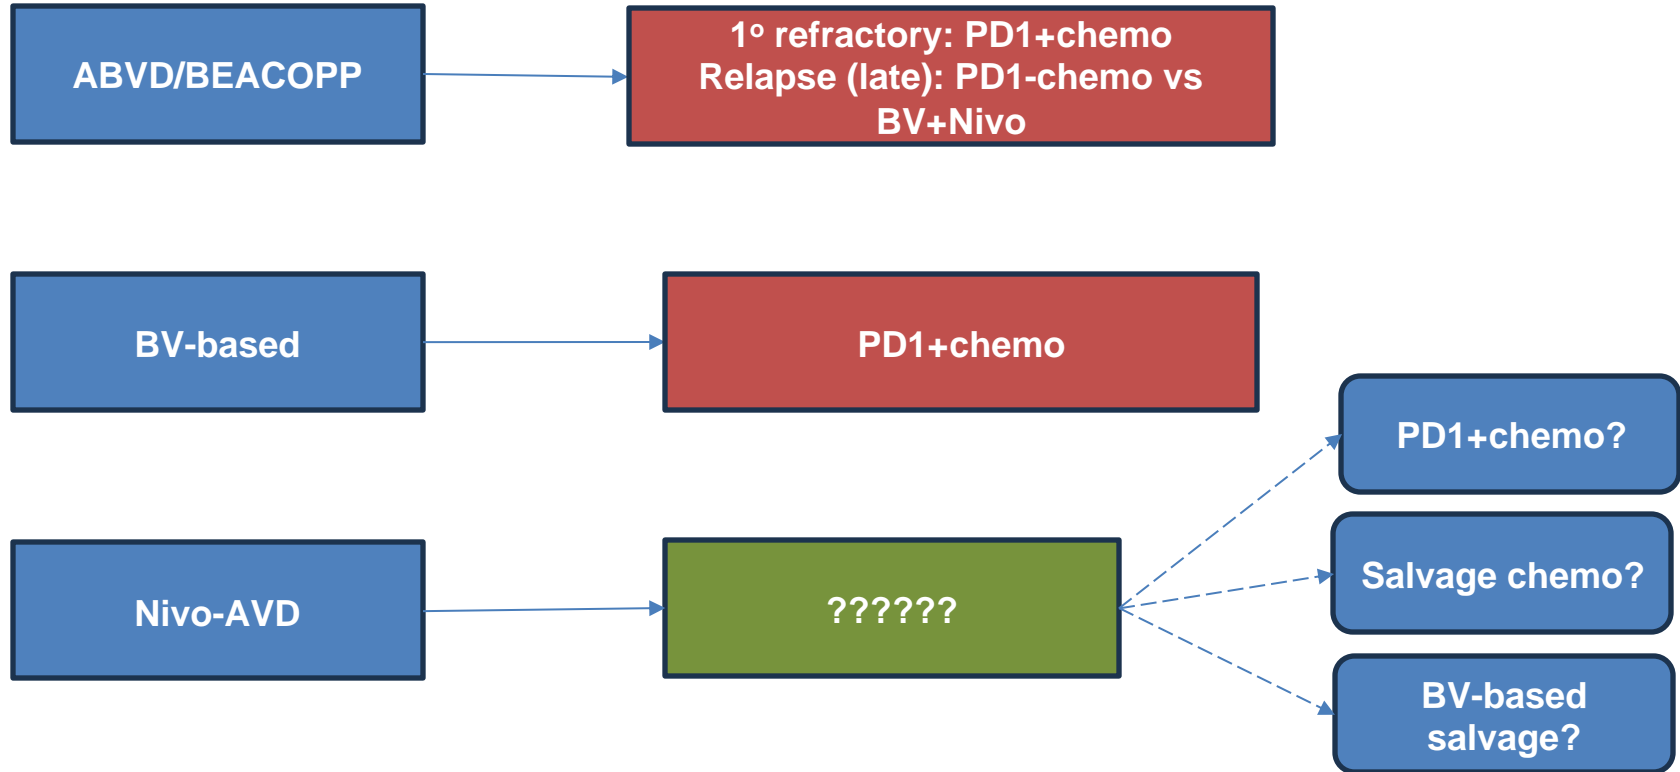 ABVD/BEACOPP
1º refractory: PD1+chemo
Relapse (late): PD1-chemo vs
BV+Nivo
BV-based
PD1+chemo
Nivo-AVD
??????
PD1+chemo?
Salvage chemo?
BV-based
salvage?